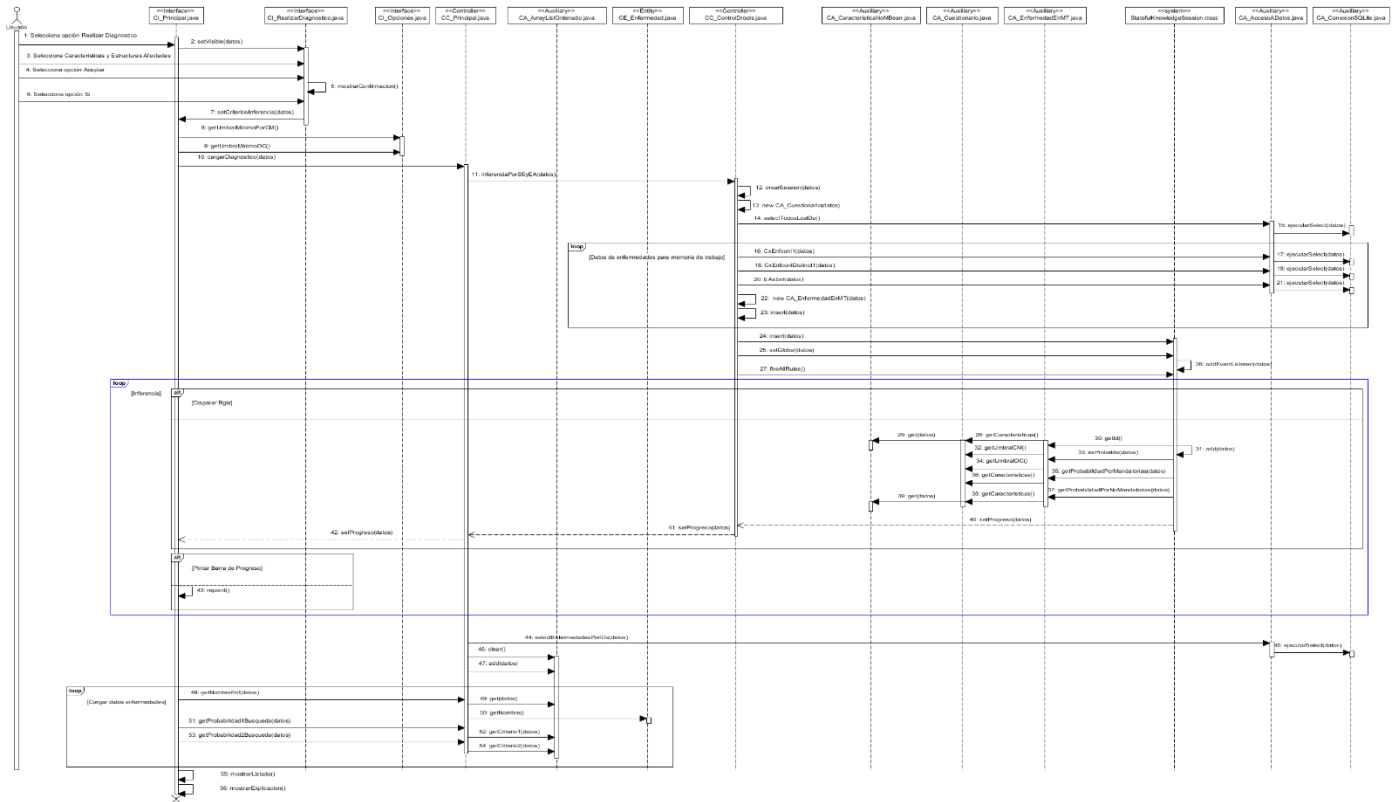 <<Interface>>
CI_Principal.java
<<Interface>>
CI_RealizarDiagnostico.java
<<Interface>>
CI_Opciones.java
<<Controller>>
CC_Principal.java
<<Auxiliary>>
CA_ArrayListOrdenado.java
<<Entity>>
CE_Enfermedad.java
<<Controller>>
CC_ControlDrools.java
<<Auxiliary>>
CA_CaracteristicaNoMBean.java
<<Auxiliary>>
CA_Cuestionario.java
<<Auxiliary>>
CA_EnfermedadEnMT.java
<<system>>
StatefulKnowledgeSession.class
<<Auxiliary>>
CA_AccesoADatos.java
<<Auxiliary>>
CA_ConexionSQLite.java
Usuario
1: Selecciona opción Realizar Diagnostico
2: setVisible(datos)
3: Selecciona Características y Estructuras Afectadas
4: Selecciona opción Aceptar
5: mostrarConfirmacion()
6: Selecciona opción Si
7: setCriteriosInferencia(datos)
8: getUmbralMinimoPorCM()
9: getUmbralMinimoOC()
10: cargarDiagnostico(datos)
11: inferenciaPorSSyEA(datos)
12: crearSession(datos)
13: new CA_Cuestionario(datos)
14: selectTodosLosIDs()
15: ejecutarSelect(datos)
loop
[Datos de enfermedades para memoria de trabajo]
16: CxEnfconI1(datos)
17: ejecutarSelect(datos)
18: CxEnfconIDistinct1(datos)
19: ejecutarSelect(datos)
21: ejecutarSelect(datos)
22: new CA_EnfermedadEnMT(datos)
23: insert(datos)
24: insert(datos)
25: setGlobal(datos)
26: addEventListener(datos)
27: fireAllRules()
loop
[Inferencia]
alt
[Disparar Rgla]
28: getCaracteristicas()
29: get(datos)
30: getId()
31: add(datos)
32: getUmbralCM()
33: esProbable(datos)
34: getUmbralOC()
35: getProbabilidadPorMandatorias(datos)
36: getCaracteristicas()
37: getProbabilidadPorNoMandatorias(datos)
38: getCaracteristicas()
39: get(datos)
40: setProgreso(datos)
41: setProgreso(datos)
42: setProgreso(datos)
alt
[Pintar Barra de Progreso]
43: repaint()
44: selectEnfermedadesPorIDs(datos)
45: ejecutarSelect(datos)
46: clear()
47: add(datos)
loop
[Cargar datos enfermedades]
48: getNombreEnf(datos)
49: get(datos)
50: getNombre()
51: getProbabilidad1Busqueda(datos)
52: getCriterio1(datos)
53: getProbabilidad2Busqueda(datos)
54: getCriterio2(datos)
55: mostrarListado()
56: mostrarExplicacion()